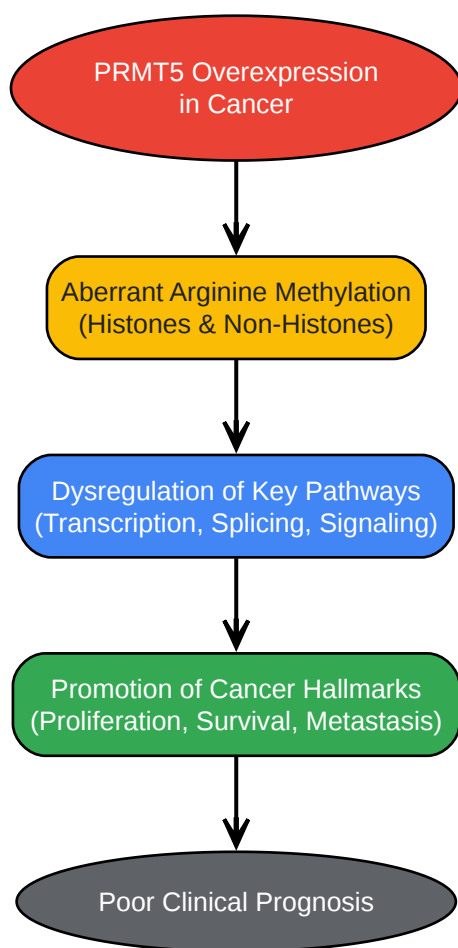 PRMT5 Overexpression
in Cancer
Aberrant Arginine Methylation
(Histones & Non-Histones)
Dysregulation of Key Pathways
(Transcription, Splicing, Signaling)
Promotion of Cancer Hallmarks
(Proliferation, Survival, Metastasis)
Poor Clinical Prognosis